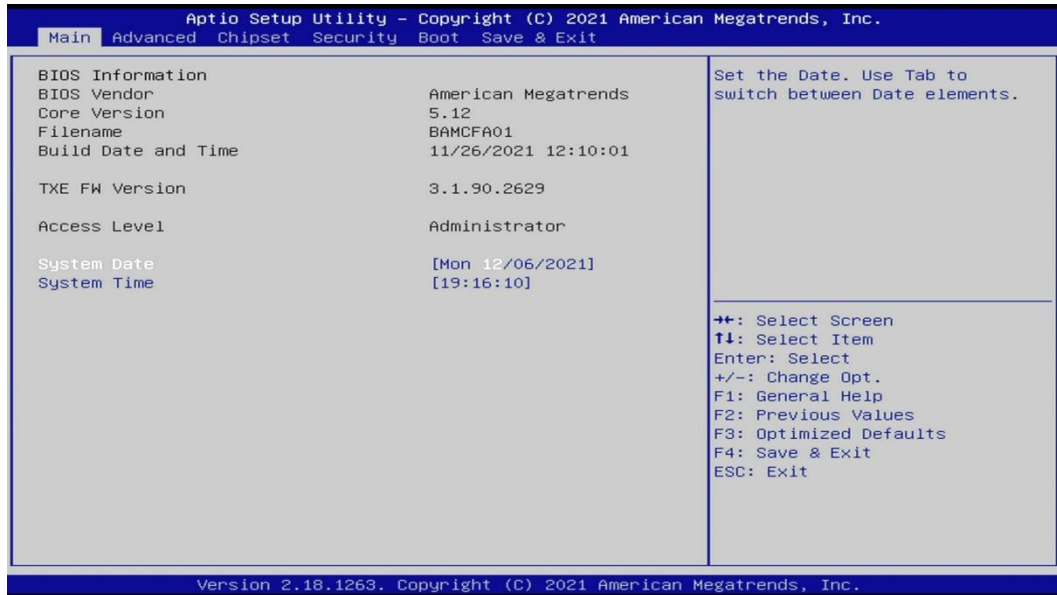 Aptio Setup Utility – Copyright (C) 2021 American Megatrends, Inc.
Main Advanced Chipset Security Boot Save & Exit
BIOS Information
BIOS Vendor American Megatrends
Core Version 5.12
Filename BAMCFA01
Build Date and Time 11/26/2021 12:10:01
TXE FW Version 3.1.90.2629
Access Level Administrator
System Date [Mon 12/06/2021]
System Time [19:16:10]
Set the Date. Use Tab to
switch between Date elements.
→←: Select Screen
↑↓: Select Item
Enter: Select
+/-: Change Opt.
F1: General Help
F2: Previous Values
F3: Optimized Defaults
F4: Save & Exit
ESC: Exit
Version 2.18.1263. Copyright (C) 2021 American Megatrends, Inc.